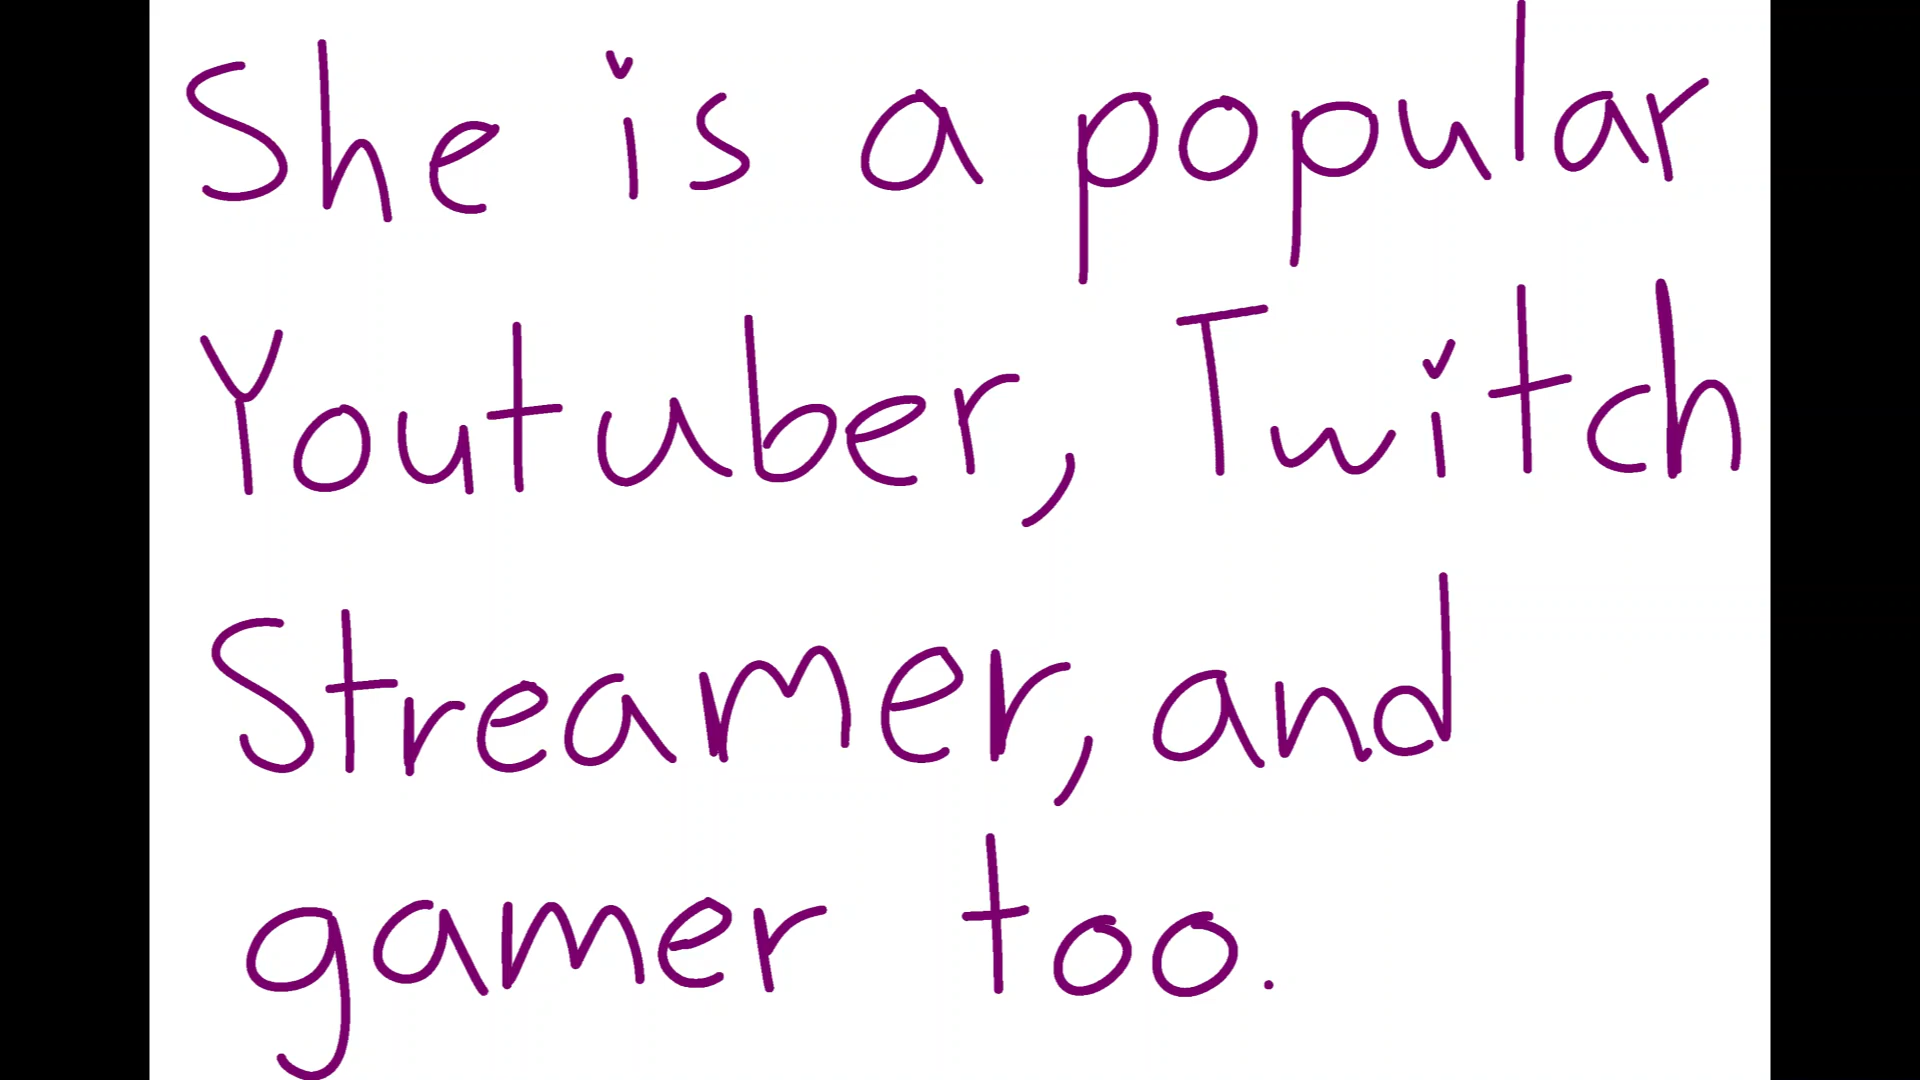 She is a popular
Youtuber, Twitch
Streamer, and
gamer too.